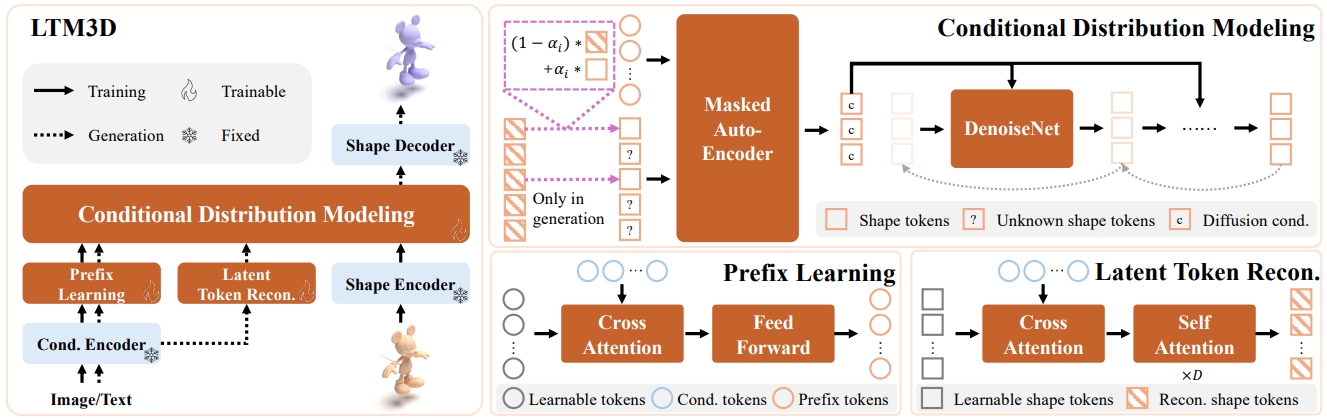 LTM3D
Training
Trainable
Generation
Fixed
Shape Decoder
Conditional Distribution Modeling
Prefix
Learning
Latent
Token Recon.
Shape Encoder
Cond. Encoder
Image/Text
Conditional Distribution Modeling
(1 − αᵢ) *
+αᵢ *
⋮
?
?
?
Only in
generation
Masked
Auto-
Encoder
c
c
c
DenoiseNet
......
Shape tokens
? Unknown shape tokens
c Diffusion cond.
Prefix Learning
···
⋮
Cross
Attention
Feed
Forward
⋮
Learnable tokens
Cond. tokens
Prefix tokens
Latent Token Recon.
···
⋮
Cross
Attention
Self
Attention
×D
⋮
Learnable shape tokens
Recon. shape tokens